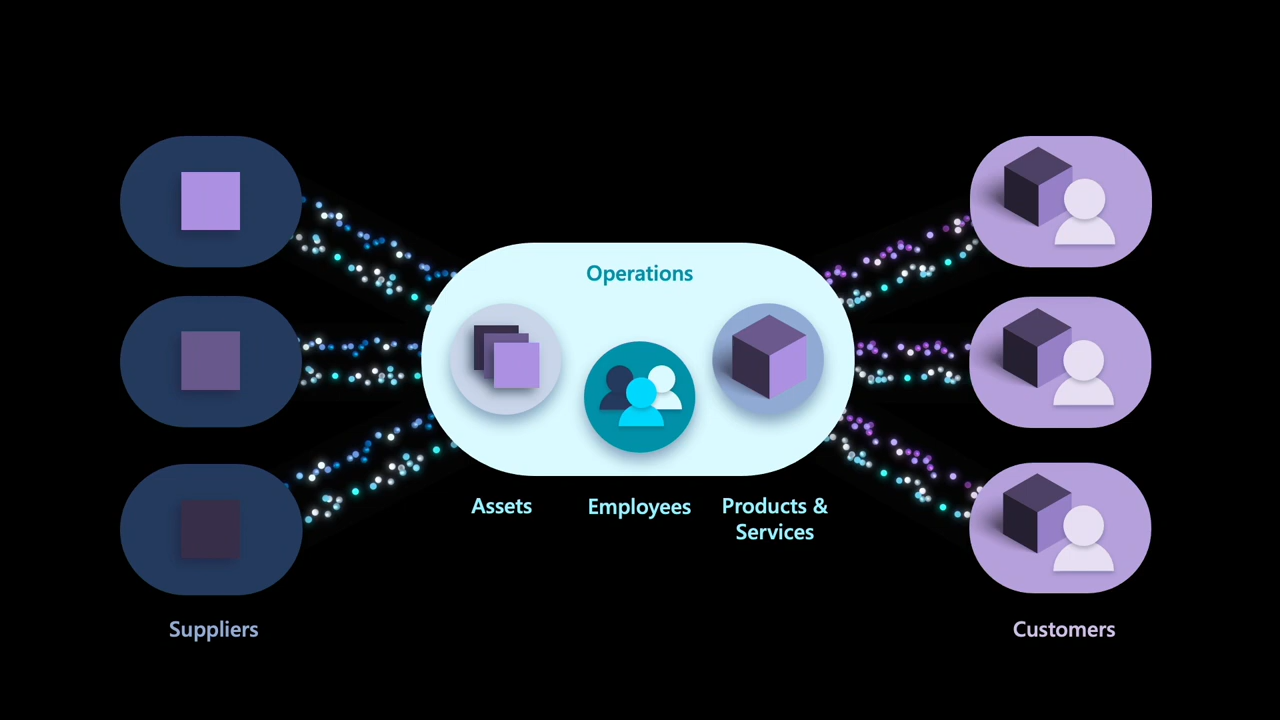 Operations
Assets
Employees
Products &
Services
Suppliers
Customers